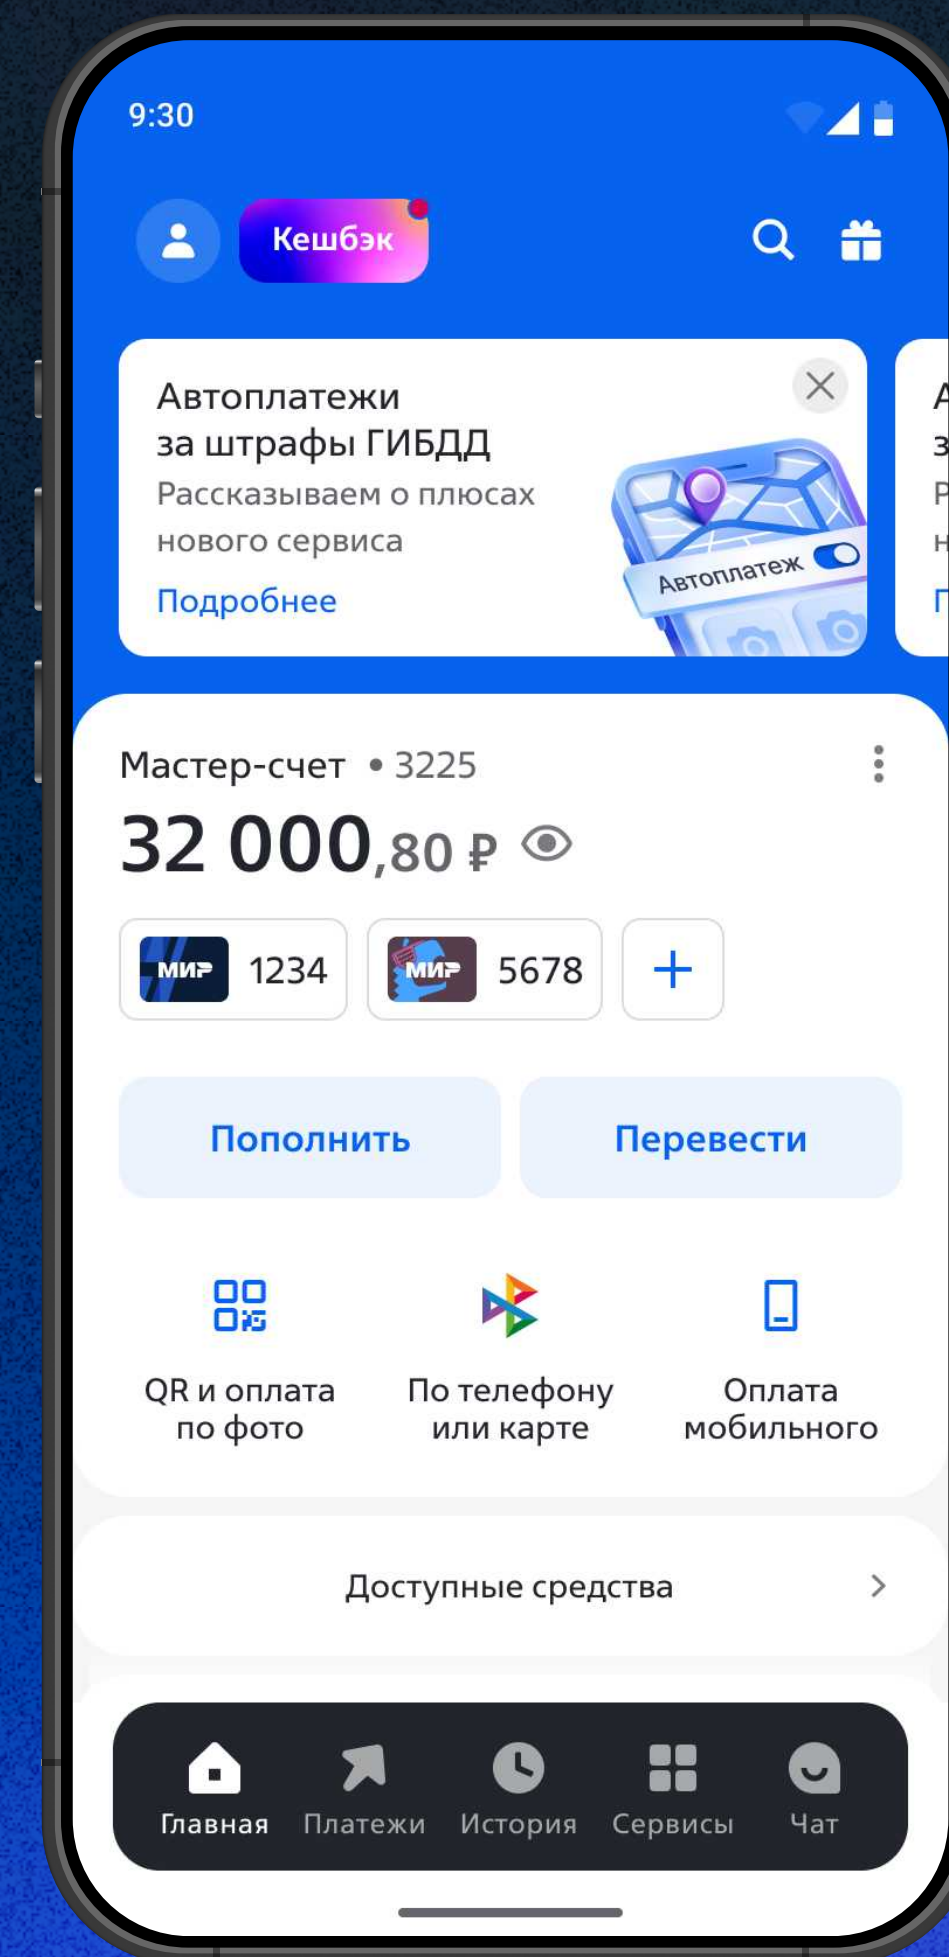 9:30
Кешбэк
Автоплатежи
за штрафы ГИБДД
Рассказываем о плюсах
нового сервиса
Подробнее
Автоплатеж
Мастер-счет • 3225
32 000,80 ₽
МИР 1234
МИР 5678
Пополнить
Перевести
QR и оплата
по фото
По телефону
или карте
Оплата
мобильного
Доступные средства
Главная
Платежи
История
Сервисы
Чат